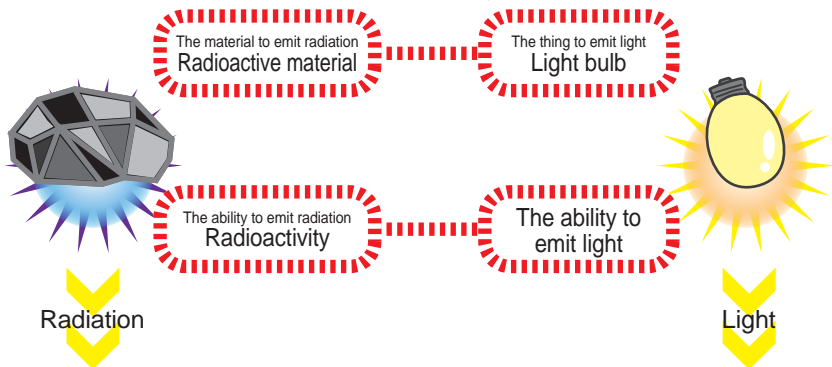 The material to emit radiation
Radioactive material
The thing to emit light
Light bulb
The ability to emit radiation
Radioactivity
The ability to
emit light
Radiation
Light